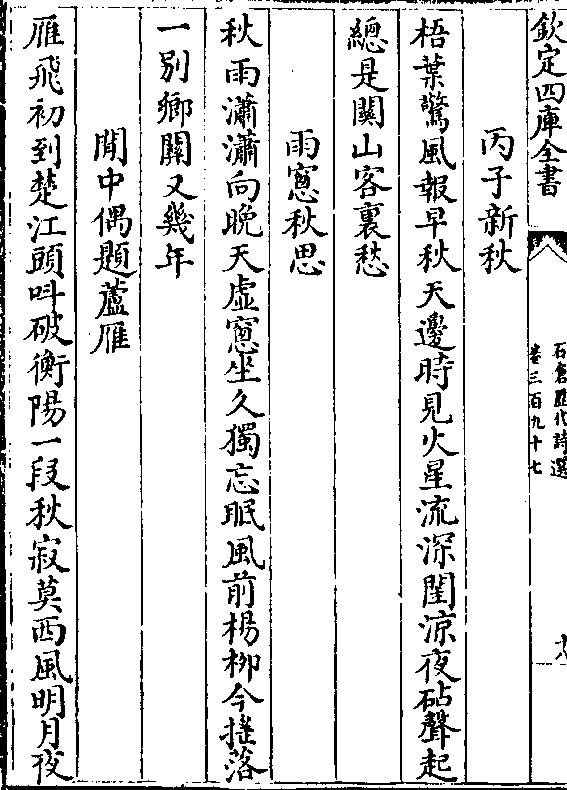 欽定四庫全書
石倉歷代詩選
卷三百九十七
丙子新秋
梧葉驚風報早秋天邊時見火星流深閨涼夜砧聲起
總是關山客裏愁
雨窻秋思
秋雨瀟瀟向晚天虛窻坐久獨忘眠風前楊柳今摇落
一别鄉關又幾年
閒中偶題蘆雁
雁飛初到楚江頭呌破衡陽一段秋寂莫西風明月夜